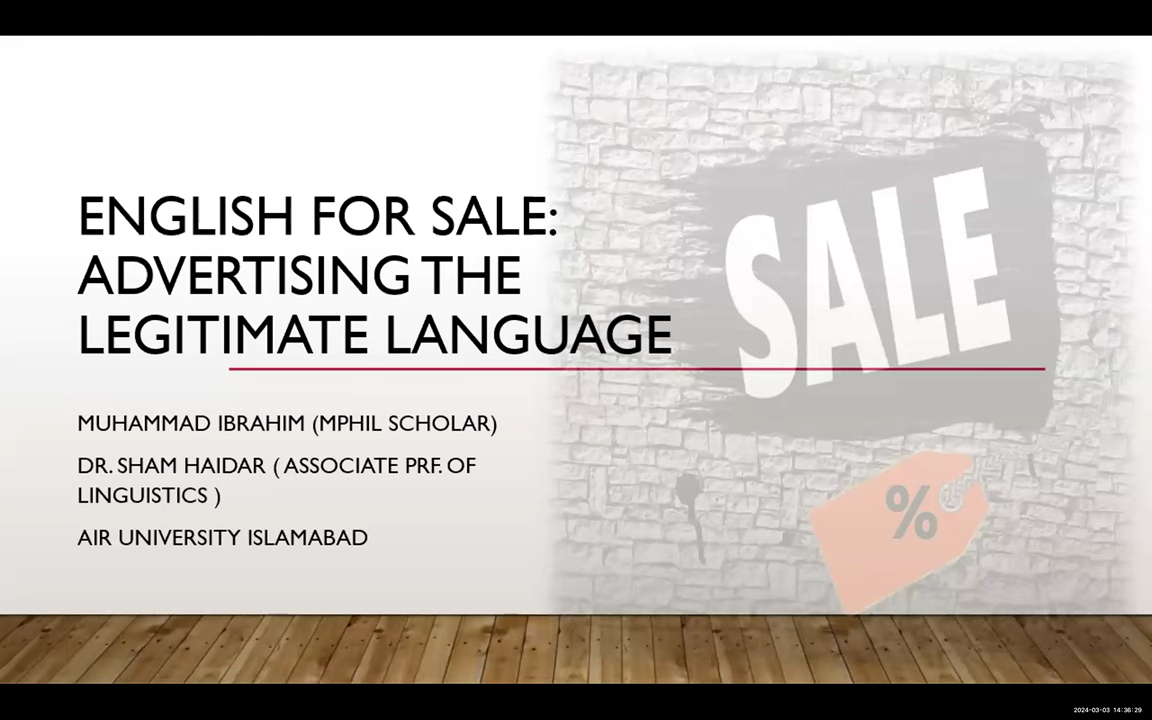 ENGLISH FOR SALE:
ADVERTISING THE
LEGITIMATE LANGUAGE
MUHAMMAD IBRAHIM (MPHIL SCHOLAR)
DR. SHAM HAIDAR ( ASSOCIATE PRF. OF
LINGUISTICS )
AIR UNIVERSITY ISLAMABAD
SALE
%
2024-03-03 14:36:29